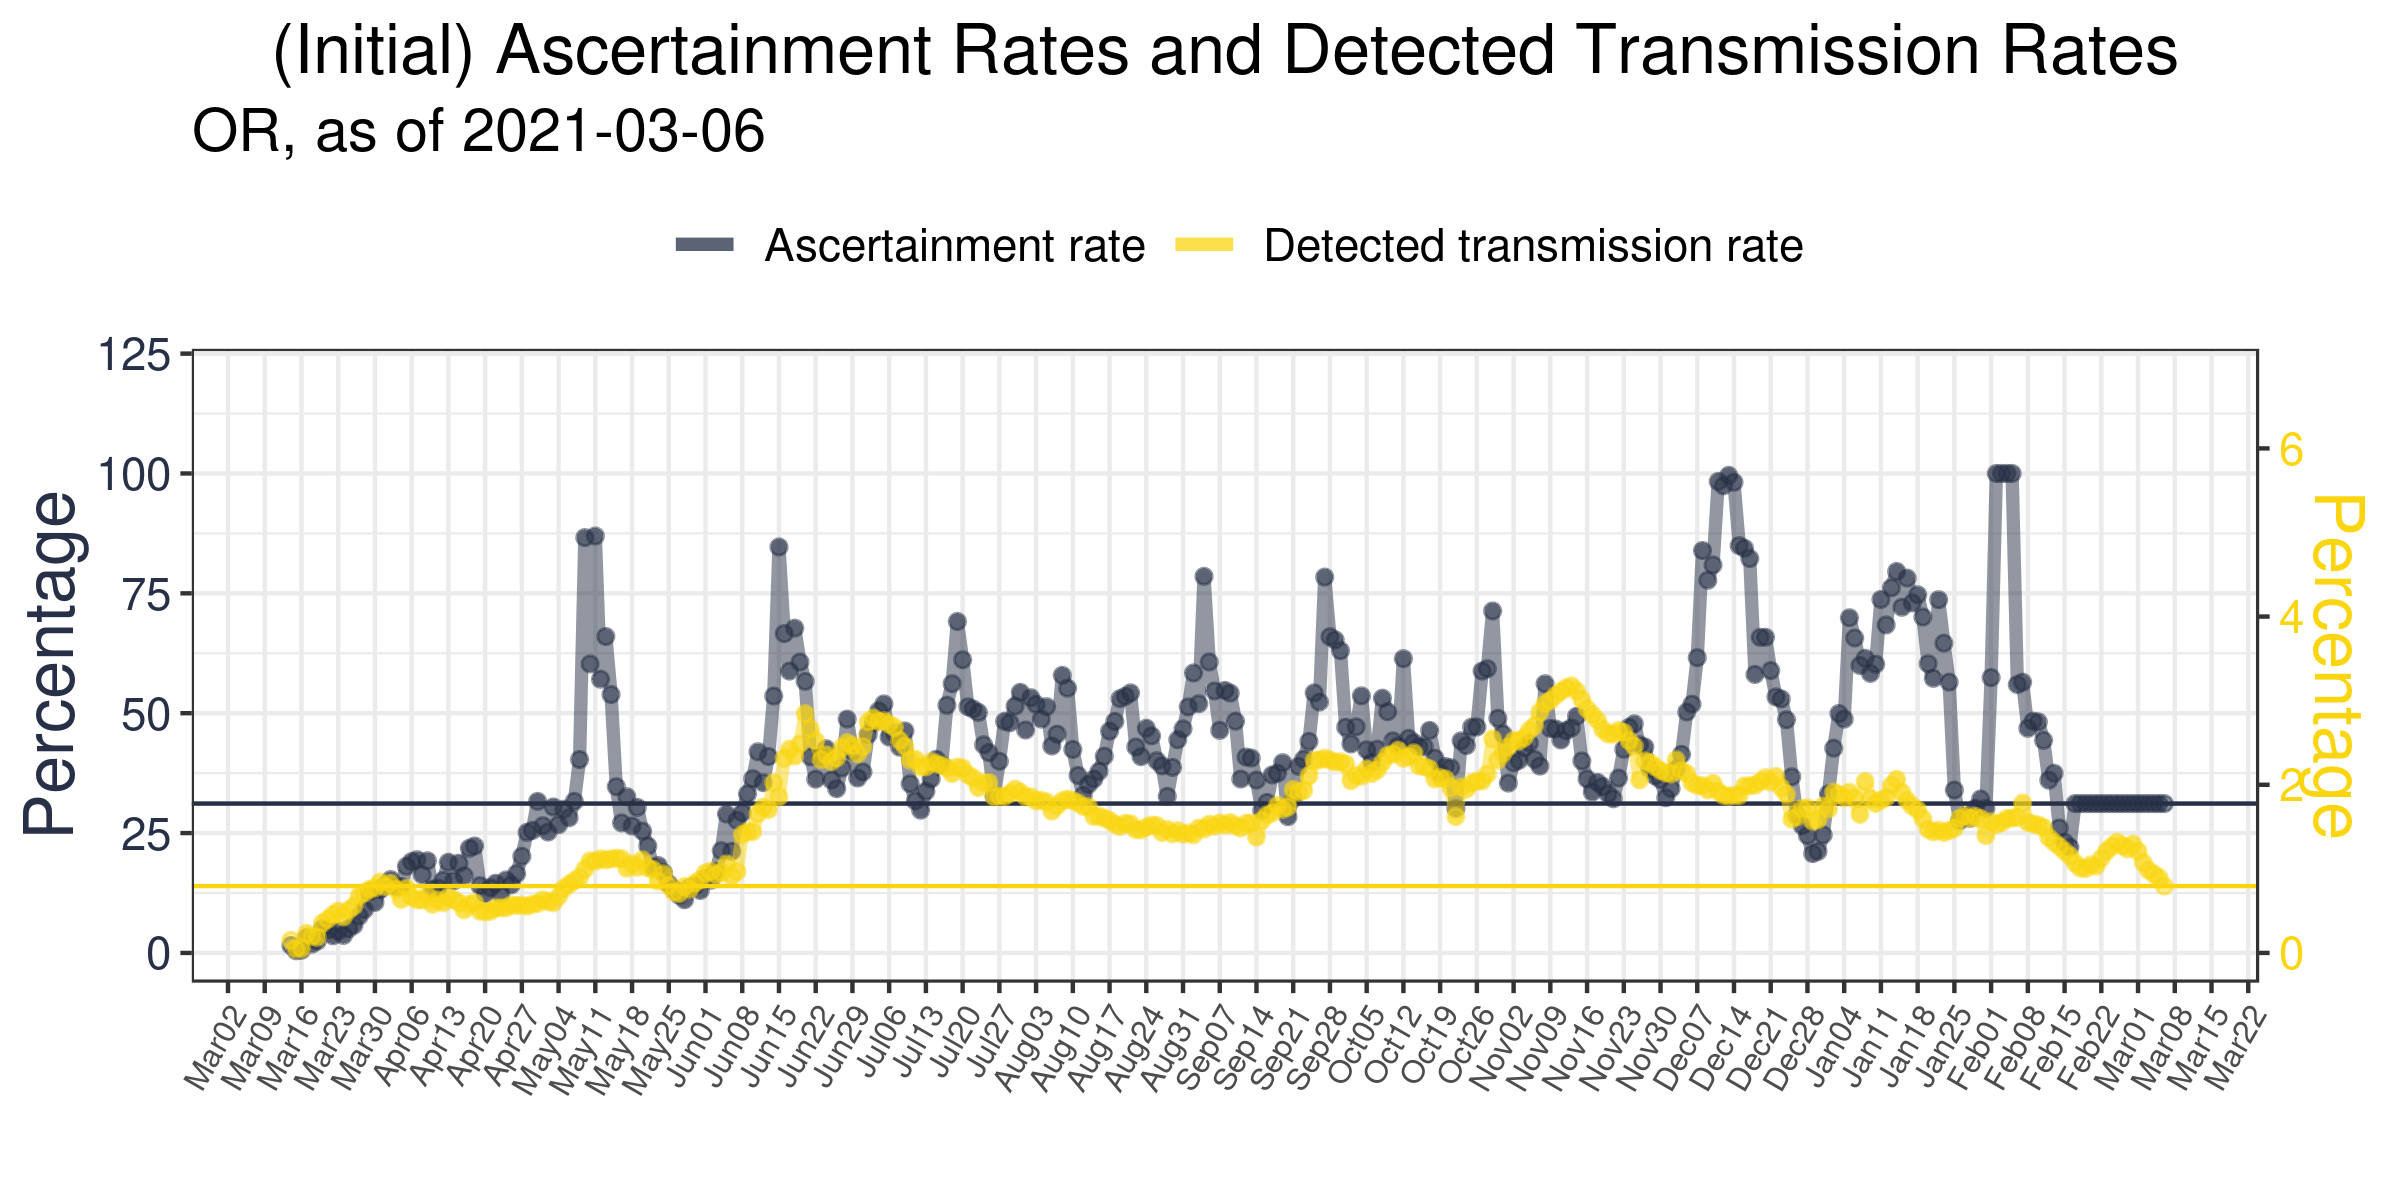 (Initial) Ascertainment Rates and Detected Transmission Rates
OR, as of 2021-03-06
Ascertainment rate
Detected transmission rate
Percentage
125
100
75
50
25
0
6
4
2
0
Percentage
Mar02
Mar09
Mar16
Mar23
Mar30
Apr06
Apr13
Apr20
Apr27
May04
May11
May18
May25
Jun01
Jun08
Jun15
Jun22
Jun29
Jul06
Jul13
Jul20
Jul27
Aug03
Aug10
Aug17
Aug24
Aug31
Sep07
Sep14
Sep21
Sep28
Oct05
Oct12
Oct19
Oct26
Nov02
Nov09
Nov16
Nov23
Nov30
Dec07
Dec14
Dec21
Dec28
Jan04
Jan11
Jan18
Jan25
Feb01
Feb08
Feb15
Feb22
Mar01
Mar08
Mar15
Mar22